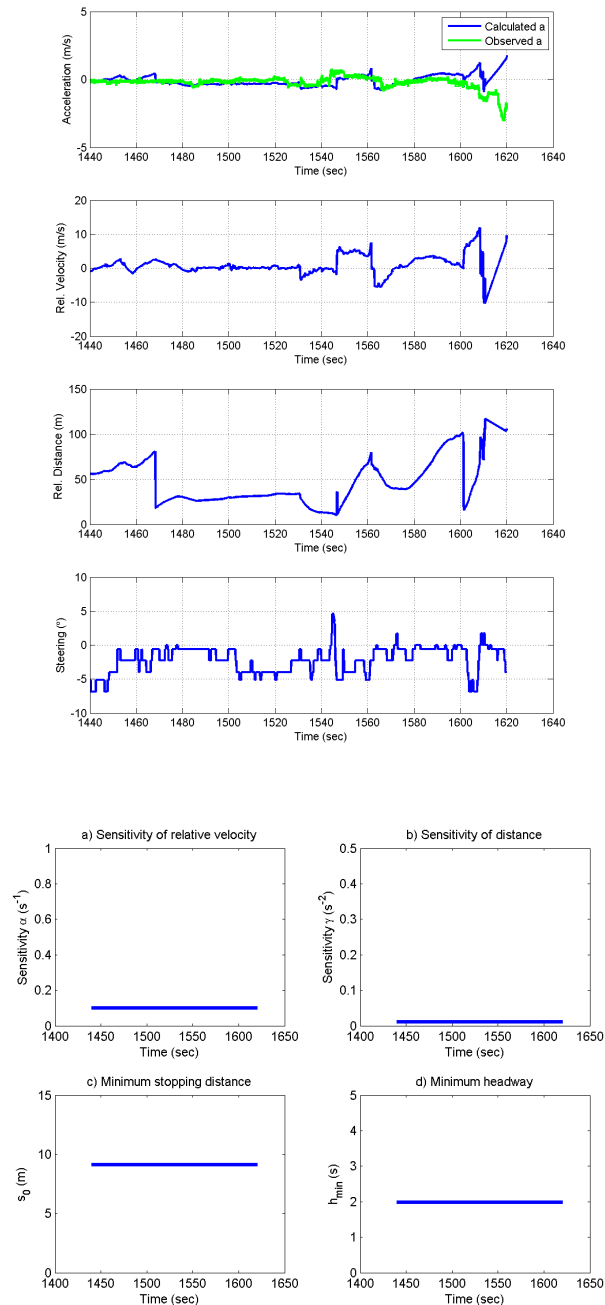 5
0
-5
Acceleration (m/s)
Calculated a
Observed a
1440 1460 1480 1500 1520 1540 1560 1580 1600 1620 1640
Time (sec)
20
10
0
-10
-20
Rel. Velocity (m/s)
1440 1460 1480 1500 1520 1540 1560 1580 1600 1620 1640
Time (sec)
150
100
50
0
Rel. Distance (m)
1440 1460 1480 1500 1520 1540 1560 1580 1600 1620 1640
Time (sec)
10
5
0
-5
-10
Steering (°)
1440 1460 1480 1500 1520 1540 1560 1580 1600 1620 1640
Time (sec)
a) Sensitivity of relative velocity
1
0.8
0.6
0.4
0.2
0
Sensitivity α (s⁻¹)
1400 1450 1500 1550 1600 1650
Time (sec)
b) Sensitivity of distance
0.5
0.4
0.3
0.2
0.1
0
Sensitivity γ (s⁻²)
1400 1450 1500 1550 1600 1650
Time (sec)
c) Minimum stopping distance
15
10
5
0
s₀ (m)
1400 1450 1500 1550 1600 1650
Time (sec)
d) Minimum headway
5
4
3
2
1
0
h_min (s)
1400 1450 1500 1550 1600 1650
Time (sec)